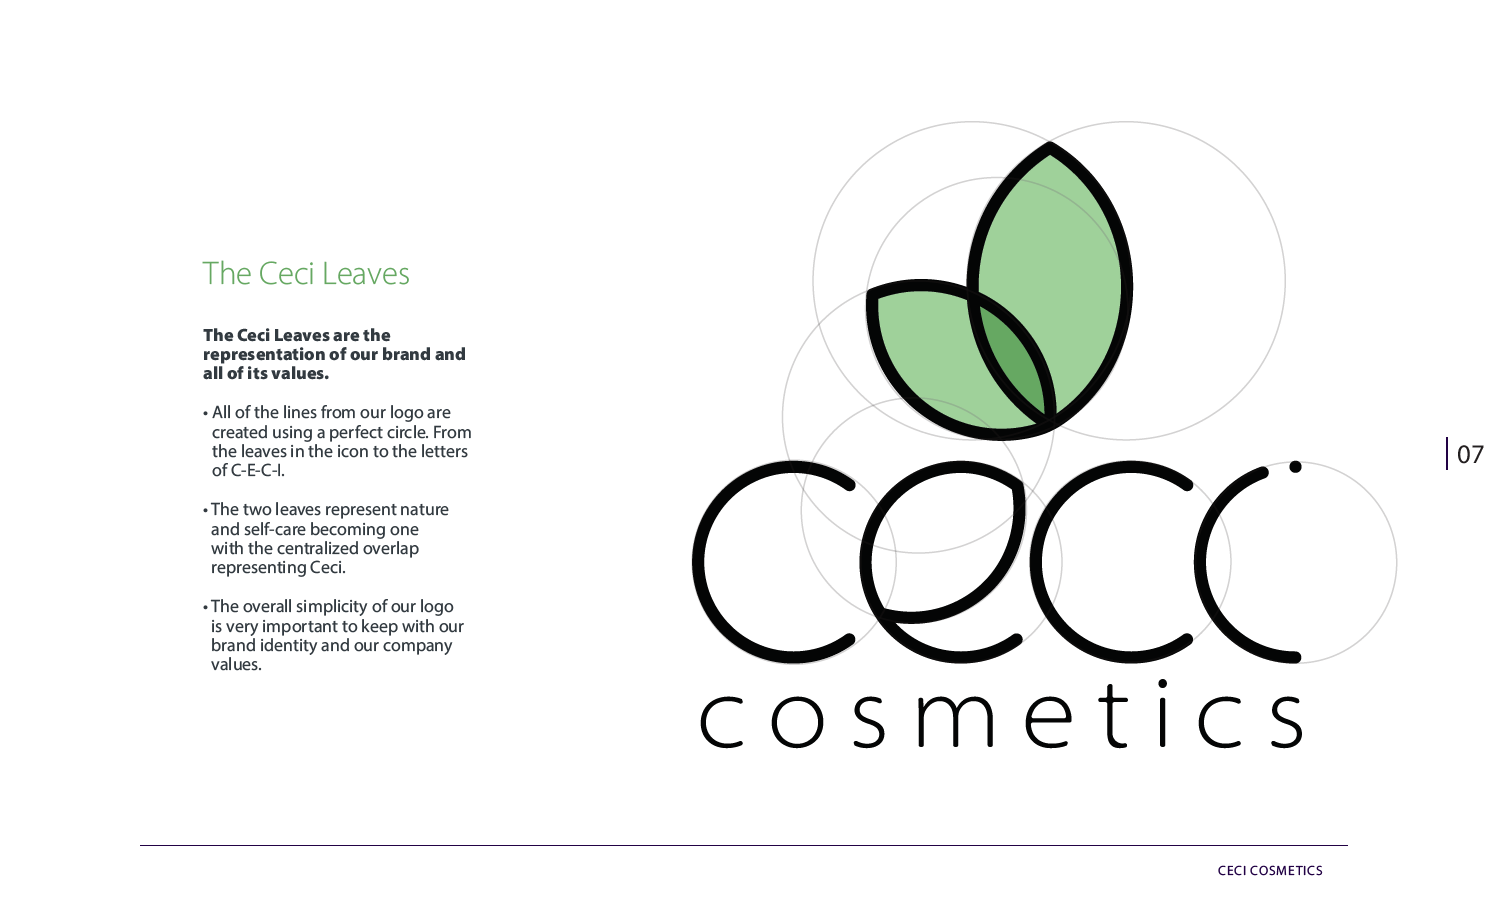 The Ceci Leaves
The Ceci Leaves are the
representation of our brand and
all of its values.
• All of the lines from our logo are
created using a perfect circle. From
the leaves in the icon to the letters
of C-E-C-I.
• The two leaves represent nature
and self-care becoming one
with the centralized overlap
representing Ceci.
• The overall simplicity of our logo
is very important to keep with our
brand identity and our company
values.
ceci
cosmetics
07
CECI COSMETICS